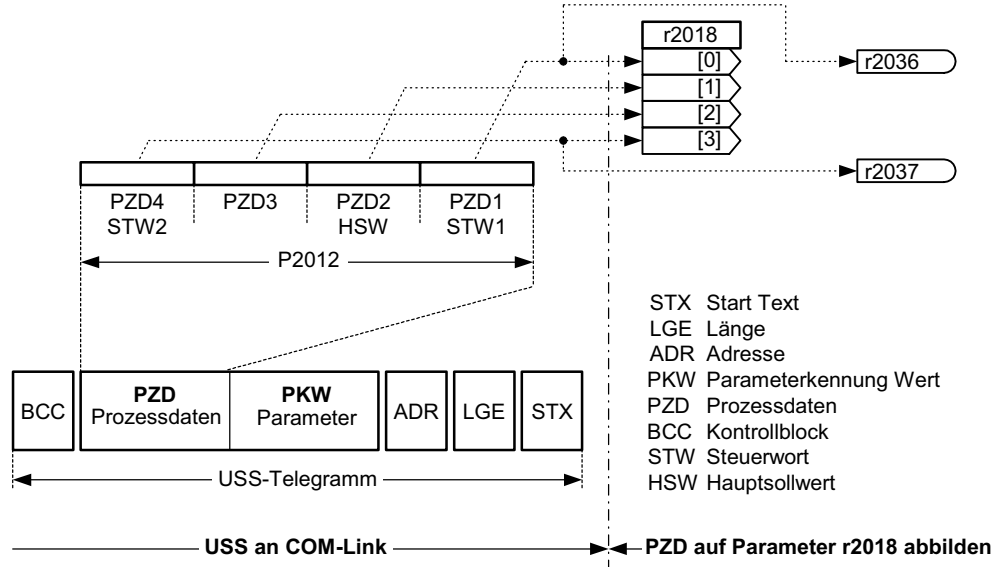 r2018
[0]
[1]
[2]
[3]
r2036
r2037
PZD4 PZD3 PZD2 PZD1
STW2 HSW STW1
P2012
STX Start Text
LGE Länge
ADR Adresse
PKW Parameterkennung Wert
PZD Prozessdaten
BCC Kontrollblock
STW Steuerwort
HSW Hauptsollwert
BCC PZD Prozessdaten PKW Parameter ADR LGE STX
USS-Telegramm
USS an COM-Link PZD auf Parameter r2018 abbilden